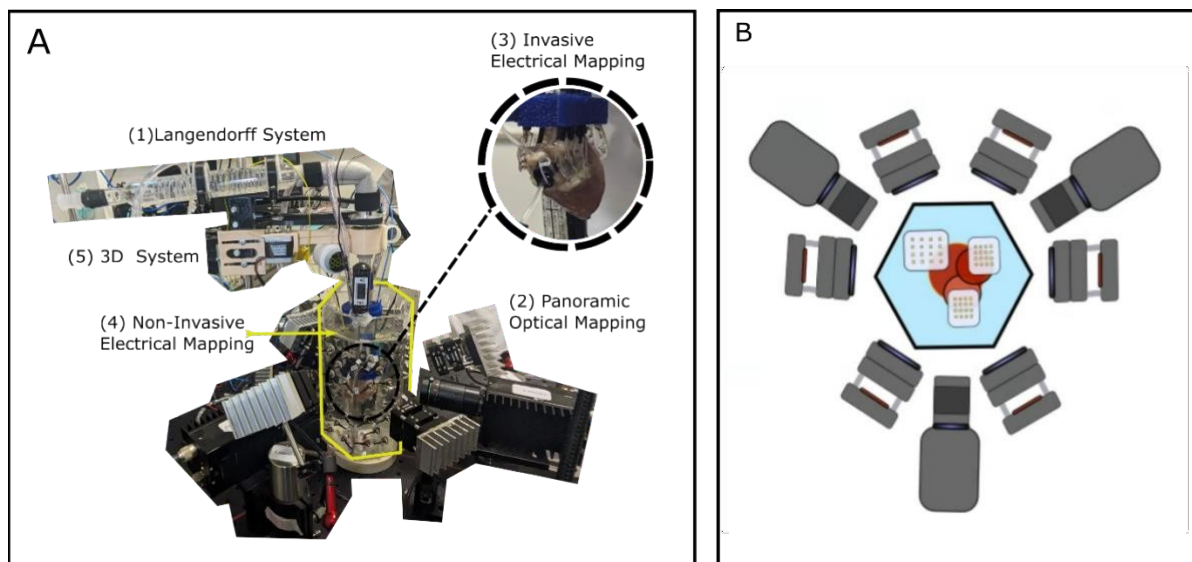 A
(3) Invasive
Electrical Mapping
(1)Langendorff System
(5) 3D System
(2) Panoramic
Optical Mapping
(4) Non-Invasive
Electrical Mapping
B